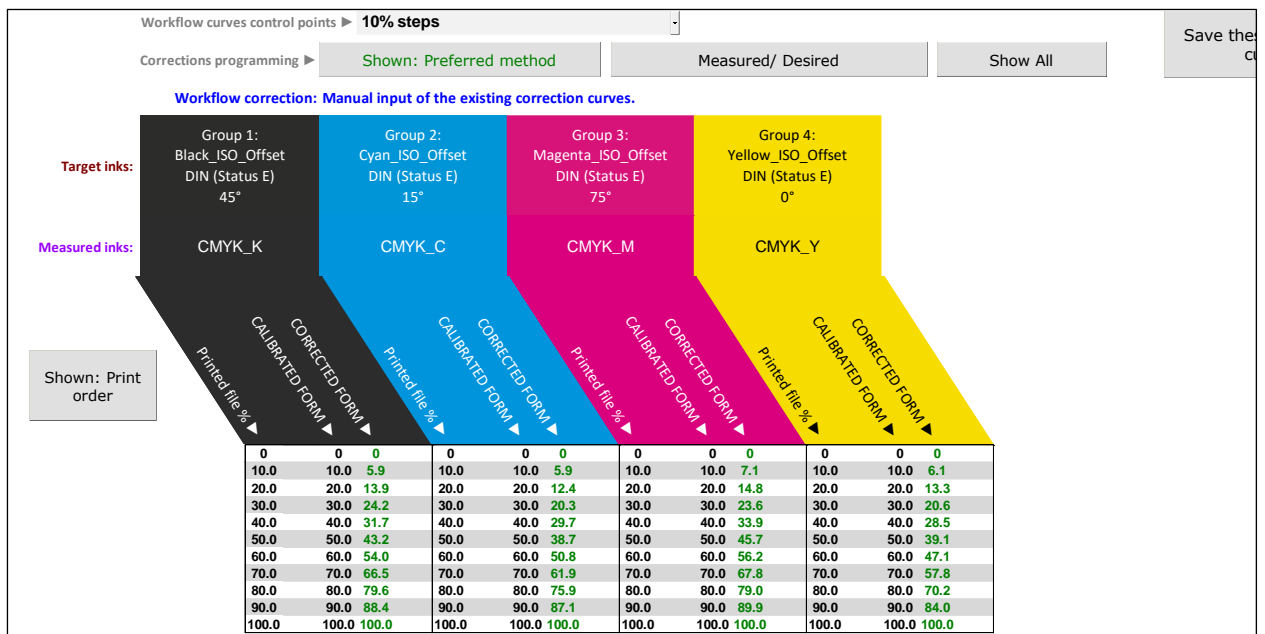 Workflow curves control points ► 10% steps
Save thes
cu
Corrections programming ► Shown: Preferred method Measured/ Desired Show All
Workflow correction: Manual input of the existing correction curves.
Target inks:
Group 1:
Black_ISO_Offset
DIN (Status E)
45°
Group 2:
Cyan_ISO_Offset
DIN (Status E)
15°
Group 3:
Magenta_ISO_Offset
DIN (Status E)
75°
Group 4:
Yellow_ISO_Offset
DIN (Status E)
0°
Measured inks: CMYK_K CMYK_C CMYK_M CMYK_Y
Shown: Print
order
Printed file % ▼
CALIBRATED FORM ▼
CORRECTED FORM ▼
Printed file % ▼
CALIBRATED FORM ▼
CORRECTED FORM ▼
Printed file % ▼
CALIBRATED FORM ▼
CORRECTED FORM ▼
Printed file % ▼
CALIBRATED FORM ▼
CORRECTED FORM ▼
0 0 0 0 0 0 0 0 0 0 0 0
10.0 10.0 5.9 10.0 10.0 5.9 10.0 10.0 7.1 10.0 10.0 6.1
20.0 20.0 13.9 20.0 20.0 12.4 20.0 20.0 14.8 20.0 20.0 13.3
30.0 30.0 24.2 30.0 30.0 20.3 30.0 30.0 23.6 30.0 30.0 20.6
40.0 40.0 31.7 40.0 40.0 29.7 40.0 40.0 33.9 40.0 40.0 28.5
50.0 50.0 43.2 50.0 50.0 38.7 50.0 50.0 45.7 50.0 50.0 39.1
60.0 60.0 54.0 60.0 60.0 50.8 60.0 60.0 56.2 60.0 60.0 47.1
70.0 70.0 66.5 70.0 70.0 61.9 70.0 70.0 67.8 70.0 70.0 57.8
80.0 80.0 79.6 80.0 80.0 75.9 80.0 80.0 79.0 80.0 80.0 70.2
90.0 90.0 88.4 90.0 90.0 87.1 90.0 90.0 89.9 90.0 90.0 84.0
100.0 100.0 100.0 100.0 100.0 100.0 100.0 100.0 100.0 100.0 100.0 100.0